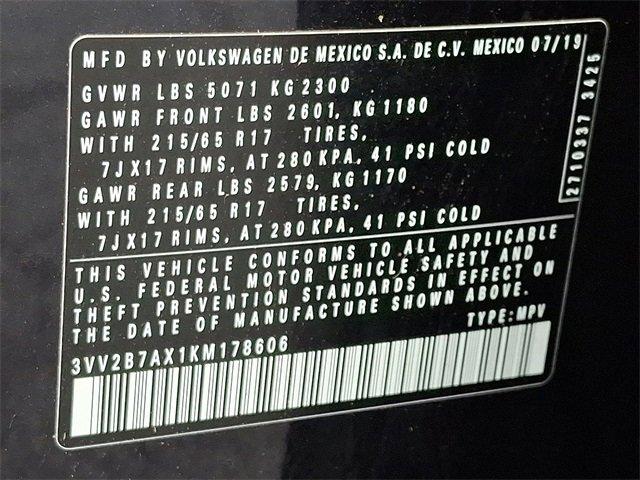 MFD BY VOLKSWAGEN DE MEXICO S.A. DE C.V. MEXICO 07/19
GVWR LBS 5071 KG 2300
GAWR FRONT LBS 2601, KG 1180
WITH 215/65 R17 TIRES,
7JX17 RIMS, AT 280 KPA, 41 PSI COLD
GAWR REAR LBS 2579, KG 1170
WITH 215/65 R17 TIRES,
7JX17 RIMS, AT 280 KPA, 41 PSI COLD
2710337 3425
THIS VEHICLE CONFORMS TO ALL APPLICABLE
U.S. FEDERAL MOTOR VEHICLE SAFETY AND
THEFT PREVENTION STANDARDS IN EFFECT ON
THE DATE OF MANUFACTURE SHOWN ABOVE.
TYPE: MPV
3VV2B7AX1KM178606